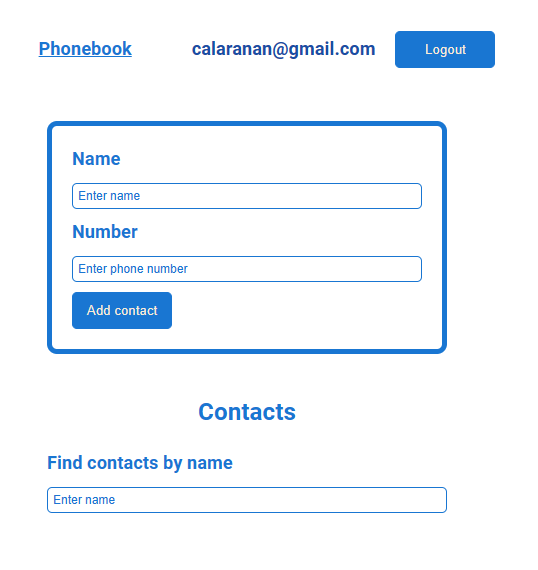 Phonebook calaranan@gmail.com Logout
Name
Enter name
Number
Enter phone number
Add contact
Contacts
Find contacts by name
Enter name